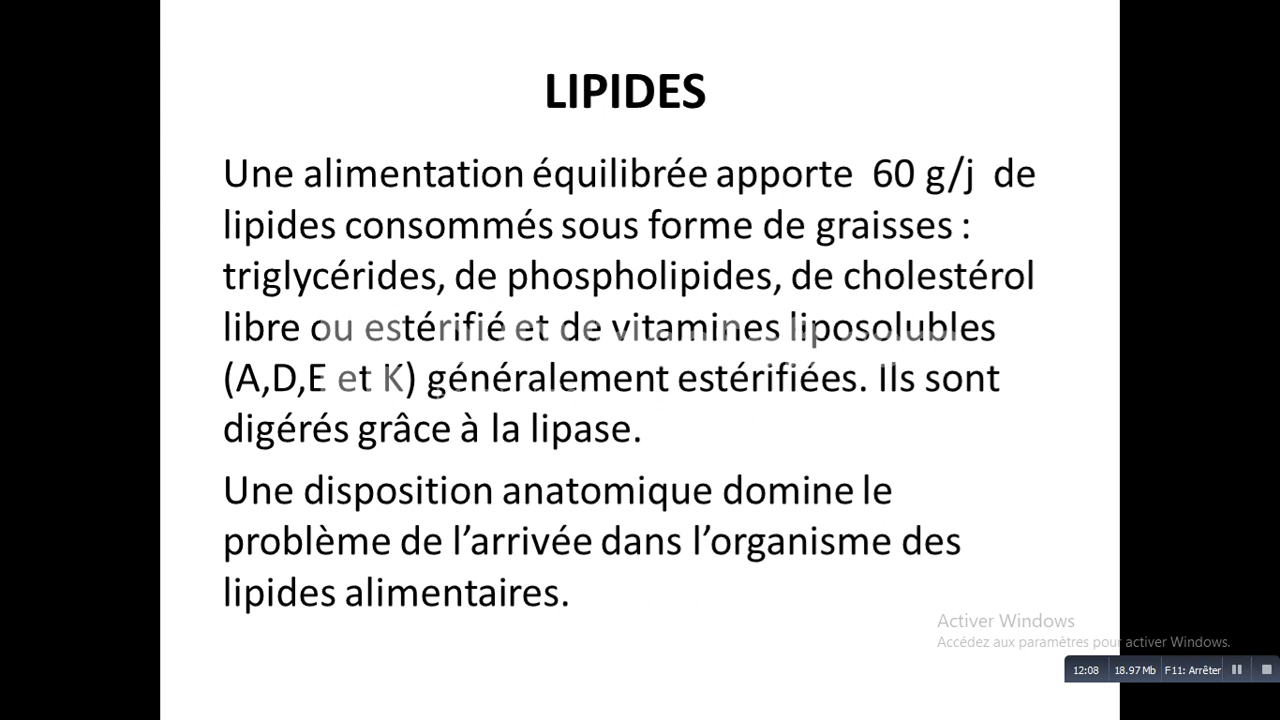 LIPIDES
Une alimentation équilibrée apporte 60 g/j de
lipides consommés sous forme de graisses :
triglycérides, de phospholipides, de cholestérol
libre ou estérifié et de vitamines liposolubles
(A,D,E et K) généralement estérifiées. Ils sont
digérés grâce à la lipase.
Une disposition anatomique domine le
problème de l’arrivée dans l’organisme des
lipides alimentaires.
Activer Windows
Accédez aux paramètres pour activer Windows.
12:08 18.97 Mb F11: Arrêter